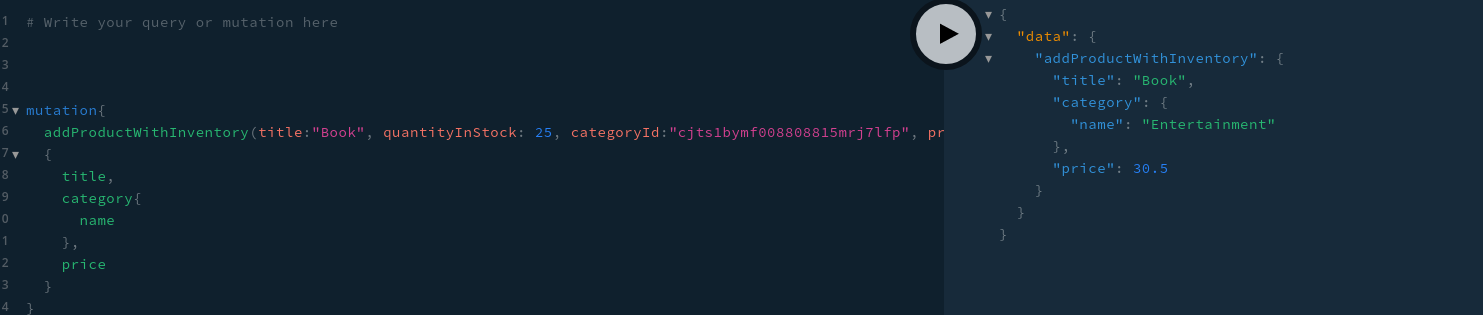 1 # Write your query or mutation here
2
3
4
5 mutation{
6 addProductWithInventory(title:"Book", quantityInStock: 25, categoryId:"cjts1bymf008808815mrj7lfp", pr
7 {
8 title,
9 category{
0 name
1 },
2 price
3 }
4 }
{
"data": {
"addProductWithInventory": {
"title": "Book",
"category": {
"name": "Entertainment"
},
"price": 30.5
}
}
}